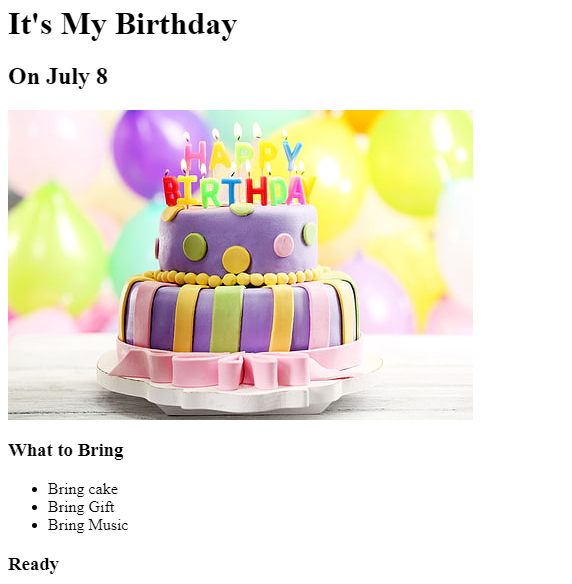 It's My Birthday
On July 8
HAPPY
BIRTHDAY
What to Bring
Bring cake
Bring Gift
Bring Music
Ready